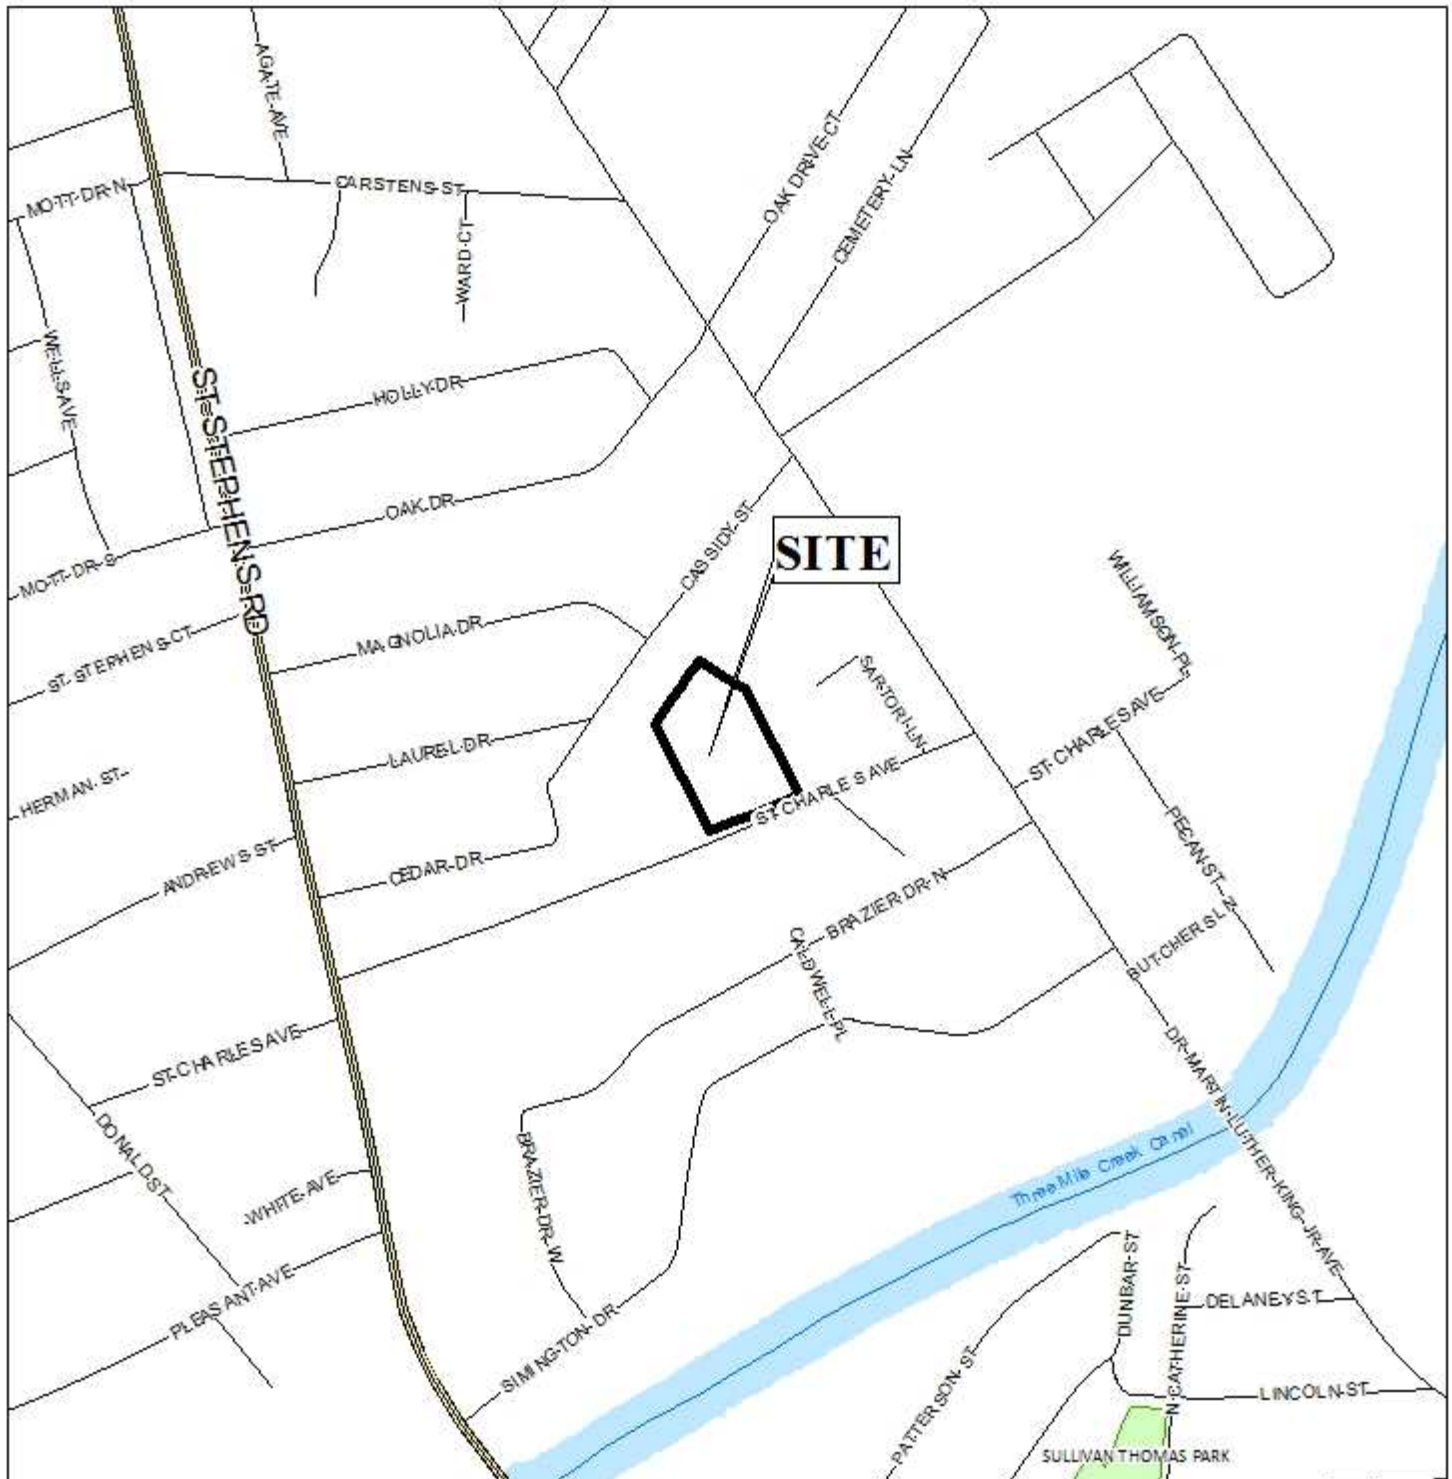 AGATE AVE
OAK DRIVE CT
CEMETERY LN
MOTT DR N
CARSTENS ST
WARD CT
WELLS AVE
HOLLY DR
ST STEPHENS RD
OAK DR
CASSIDY ST
SITE
MOTT DR S
WILLIAMSON PL
ST STEPHENS CT
MAGNOLIA DR
SARTORI LN
ST CHARLES AVE
LAUREL DR
HERMAN ST
ST CHARLES AVE
PECAN ST
ANDREWS ST
CEDAR DR
BRAZIER DR N
CALDWELL PL
BUTCHERS LN
ST CHARLES AVE
DR MARTIN LUTHER KING JR AVE
DONALD ST
BRAZIER DR W
Three Mile Creek Canal
WHITE AVE
PLEASANT AVE
DUNBAR ST
N CATHERINE ST
DELANEY ST
SIMINGTON DR
PATTERSON ST
LINCOLN ST
SULLIVAN THOMAS PARK